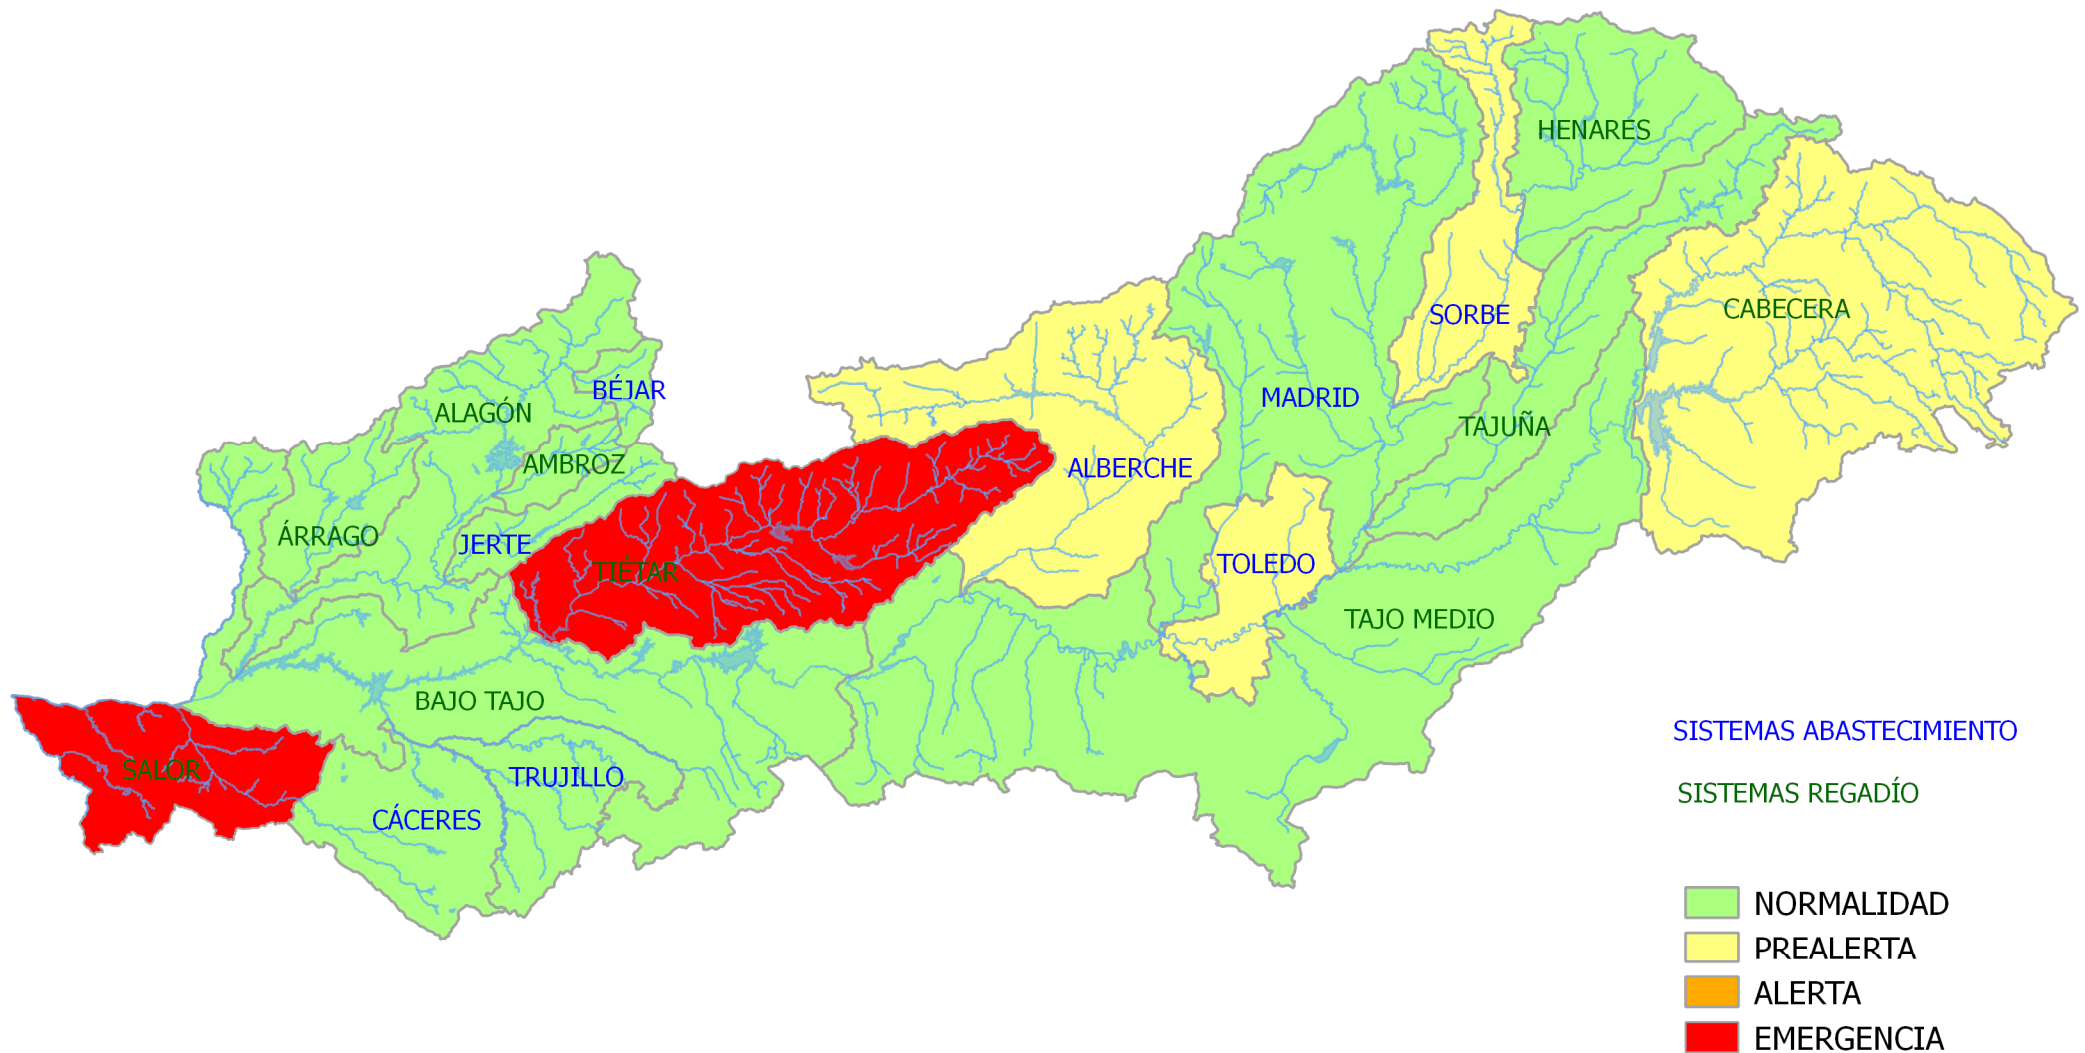 HENARES
CABECERA
SORBE
BÉJAR
MADRID
ALAGÓN
TAJUÑA
AMBROZ
ALBERCHE
ÁRRAGO
JERTE
TIÉTAR
TOLEDO
TAJO MEDIO
BAJO TAJO
SALOR
TRUJILLO
CÁCERES
SISTEMAS ABASTECIMIENTO
SISTEMAS REGADÍO
NORMALIDAD
PREALERTA
ALERTA
EMERGENCIA